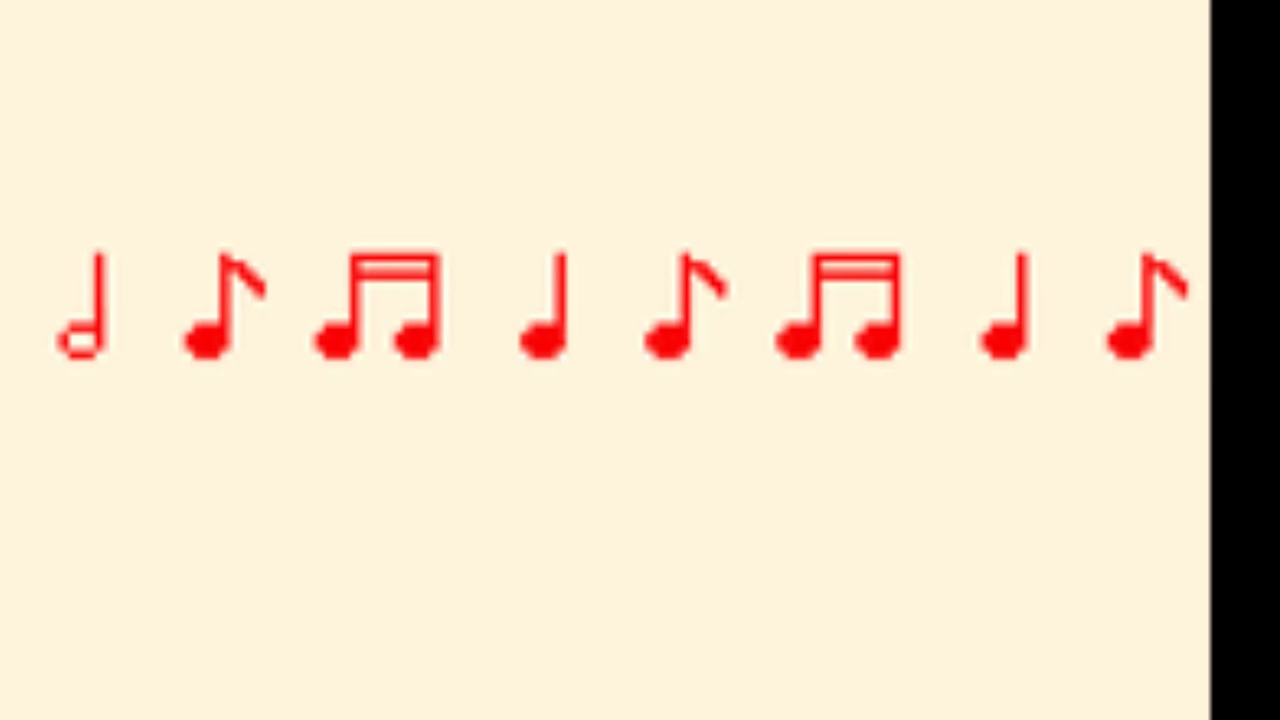 𝅗𝅥 ♪ ♬ ♩ ♪ ♬ ♩ ♪